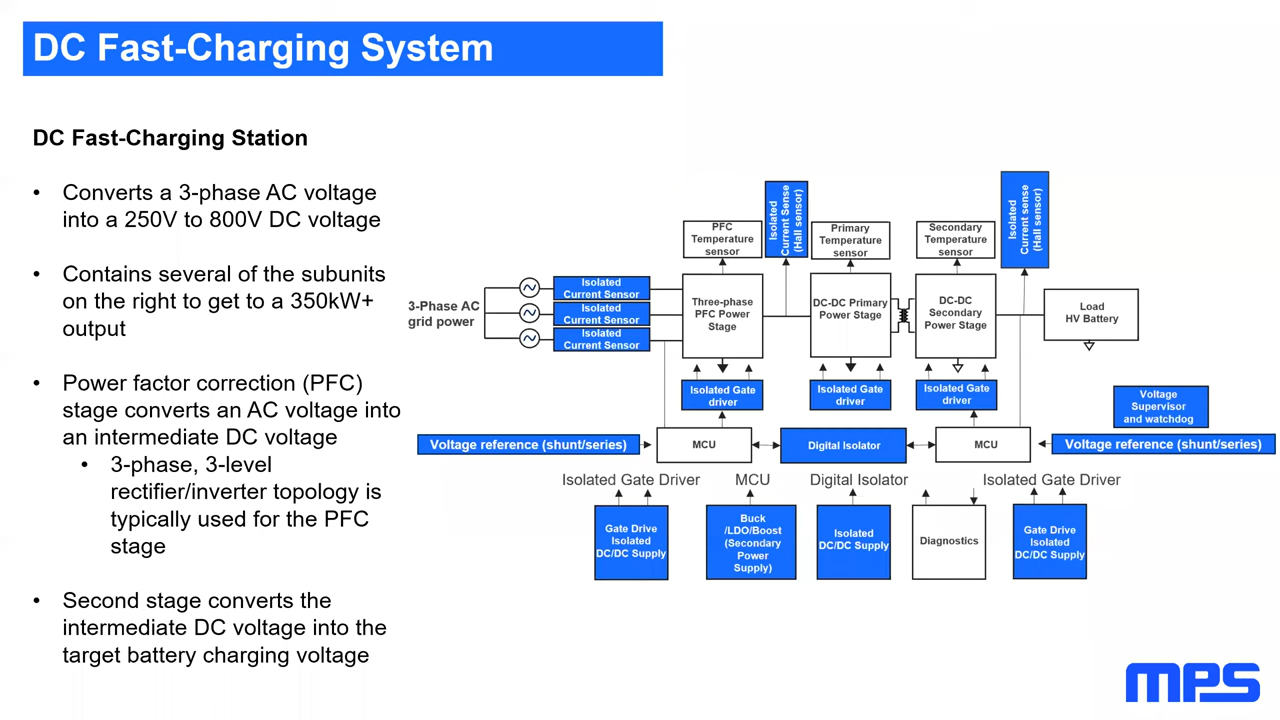 DC Fast-Charging System
DC Fast-Charging Station
• Converts a 3-phase AC voltage
into a 250V to 800V DC voltage
• Contains several of the subunits
on the right to get to a 350kW+
output
• Power factor correction (PFC)
stage converts an AC voltage into
an intermediate DC voltage
• 3-phase, 3-level
rectifier/inverter topology is
typically used for the PFC
stage
• Second stage converts the
intermediate DC voltage into the
target battery charging voltage
3-Phase AC
grid power
Isolated
Current Sensor
Isolated
Current Sensor
Isolated
Current Sensor
PFC
Temperature
sensor
Isolated
Current Sense
(Hall sensor)
Primary
Temperature
sensor
Secondary
Temperature
sensor
Isolated
Current sense
(Hall sensor)
Three-phase
PFC Power
Stage
DC-DC Primary
Power Stage
DC-DC
Secondary
Power Stage
Load
HV Battery
Isolated Gate
driver
Isolated Gate
driver
Isolated Gate
driver
Voltage
Supervisor
and watchdog
Voltage reference (shunt/series)
MCU
Digital Isolator
MCU
Voltage reference (shunt/series)
Isolated Gate Driver
MCU
Digital Isolator
Isolated Gate Driver
Gate Drive
Isolated
DC/DC Supply
Buck
/LDO/Boost
(Secondary
Power
Supply)
Isolated
DC/DC Supply
Diagnostics
Gate Drive
Isolated
DC/DC Supply
mPS